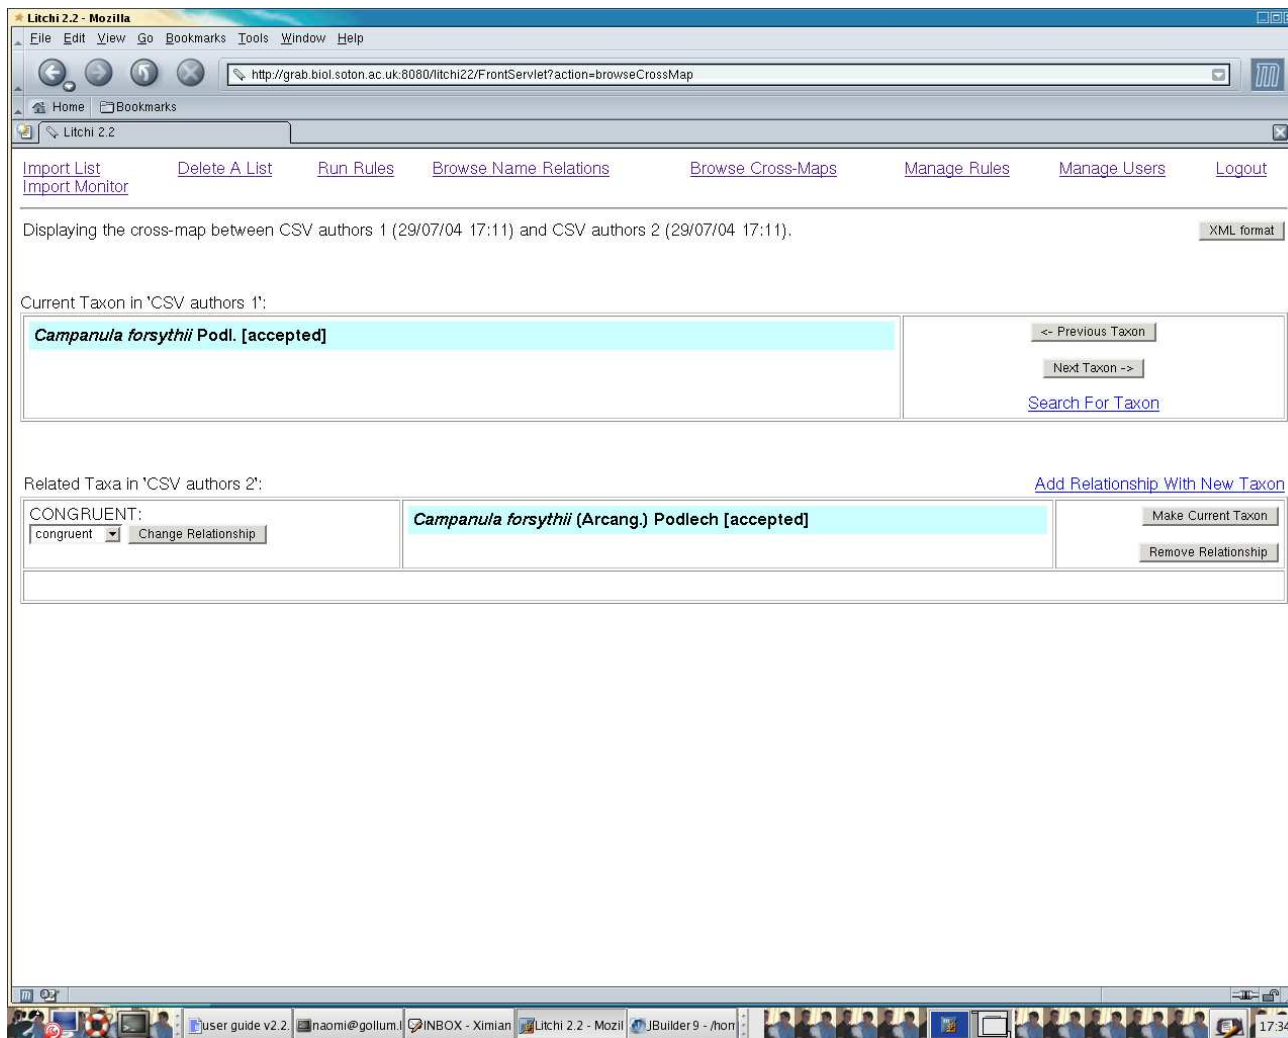 Litchi 2.2 - Mozilla
File Edit View Go Bookmarks Tools Window Help
http://grab.biol.soton.ac.uk:8080/litchi22/FrontServlet?action=browseCrossMap
Home Bookmarks
Litchi 2.2
Import List Delete A List Run Rules Browse Name Relations Browse Cross-Maps Manage Rules Manage Users Logout
Import Monitor
Displaying the cross-map between CSV authors 1 (29/07/04 17:11) and CSV authors 2 (29/07/04 17:11). XML format
Current Taxon in 'CSV authors 1':
Campanula forsythii Podl. [accepted]
<- Previous Taxon
Next Taxon ->
Search For Taxon
Related Taxa in 'CSV authors 2': Add Relationship With New Taxon
CONGRUENT:
congruent Change Relationship
Campanula forsythii (Arcang.) Podlech [accepted]
Make Current Taxon
Remove Relationship
user guide v2.2. naomi@gollum.l INBOX - Ximian Litchi 2.2 - Mozil JBuilder 9 - /hom 17:34